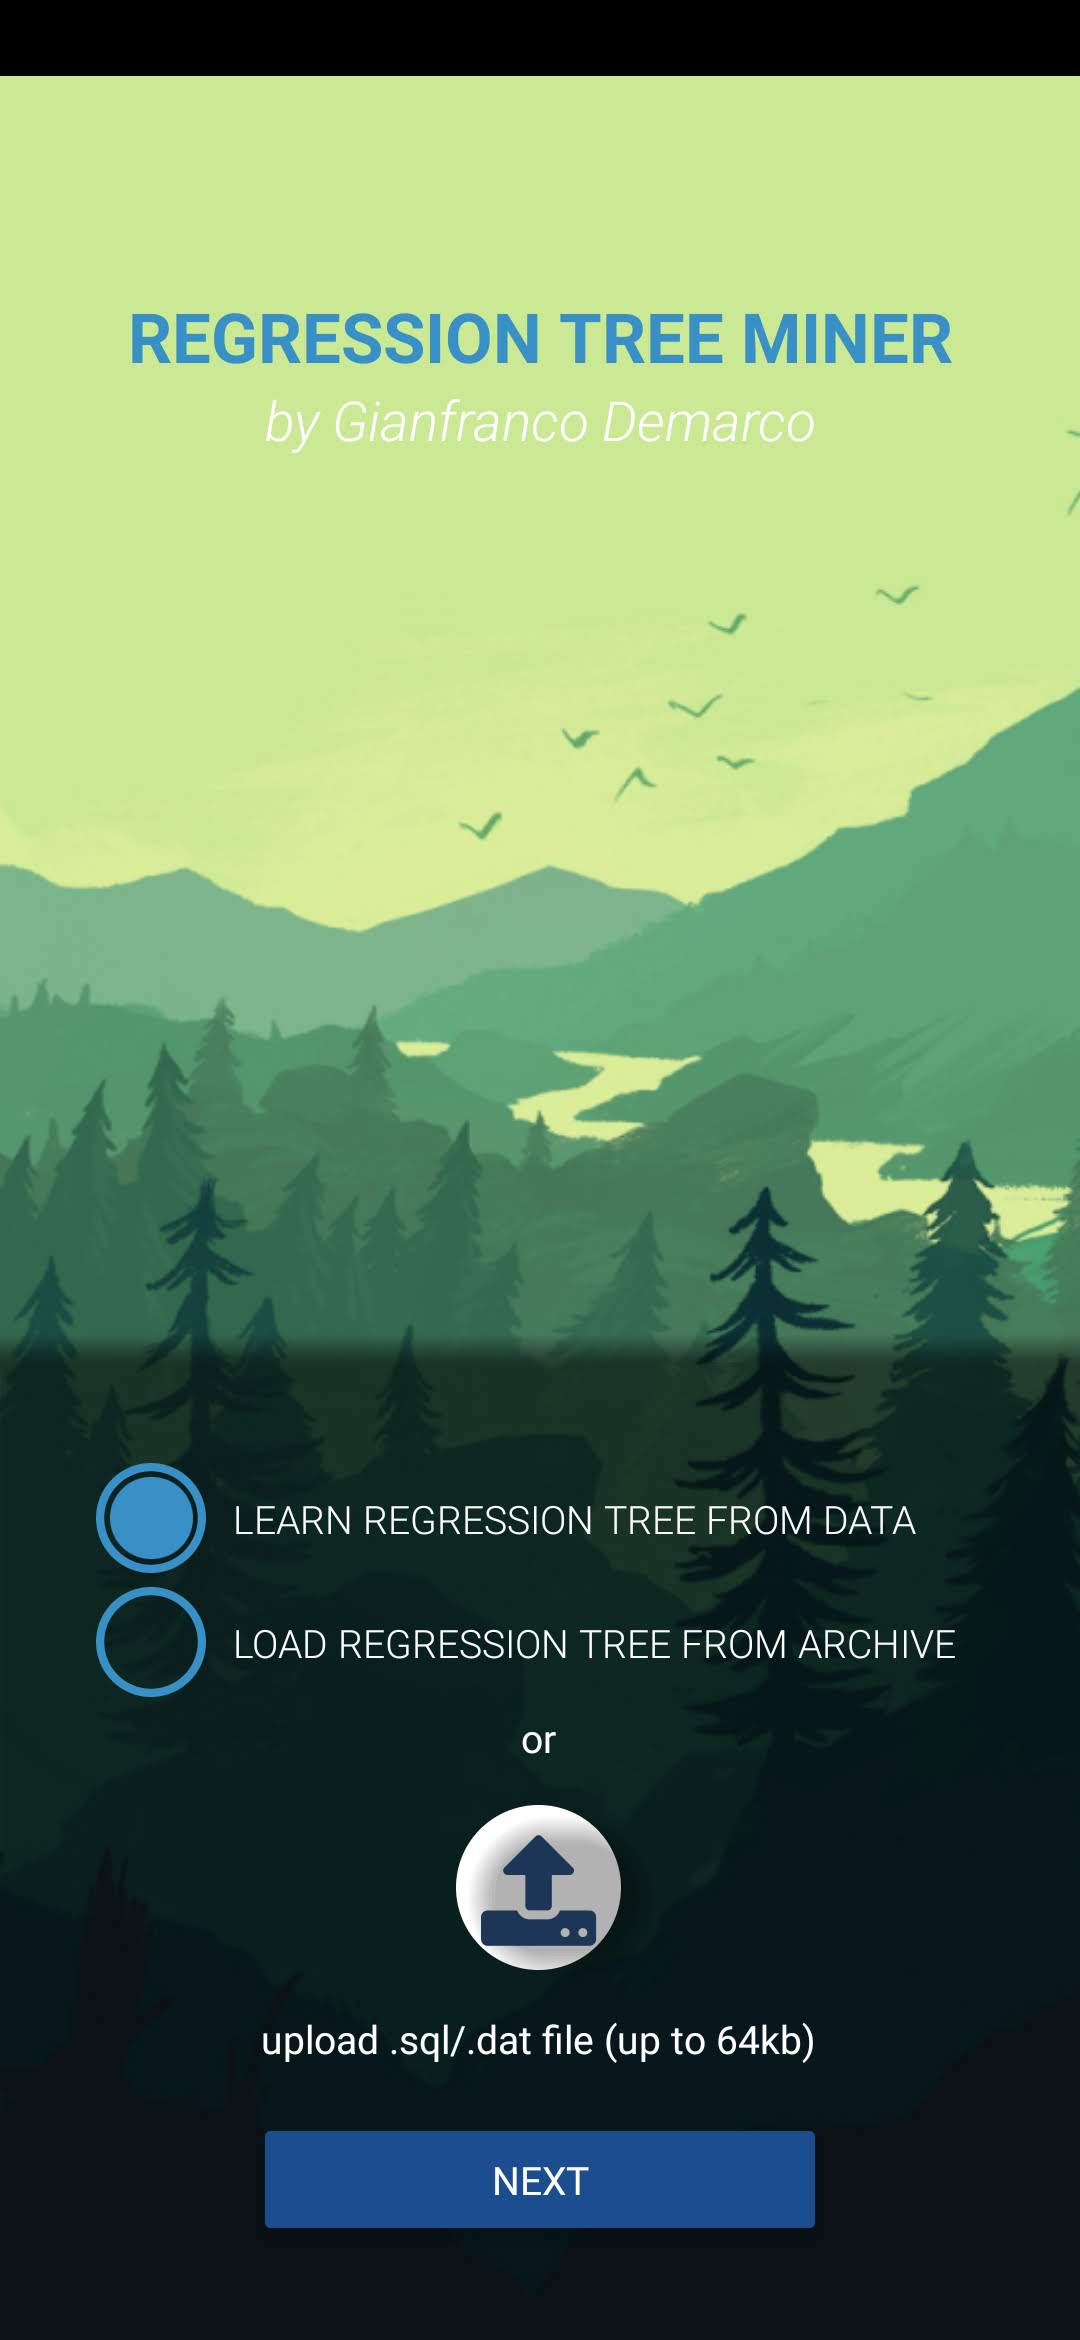 REGRESSION TREE MINER
by Gianfranco Demarco
LEARN REGRESSION TREE FROM DATA
LOAD REGRESSION TREE FROM ARCHIVE
or
upload .sql/.dat file (up to 64kb)
NEXT